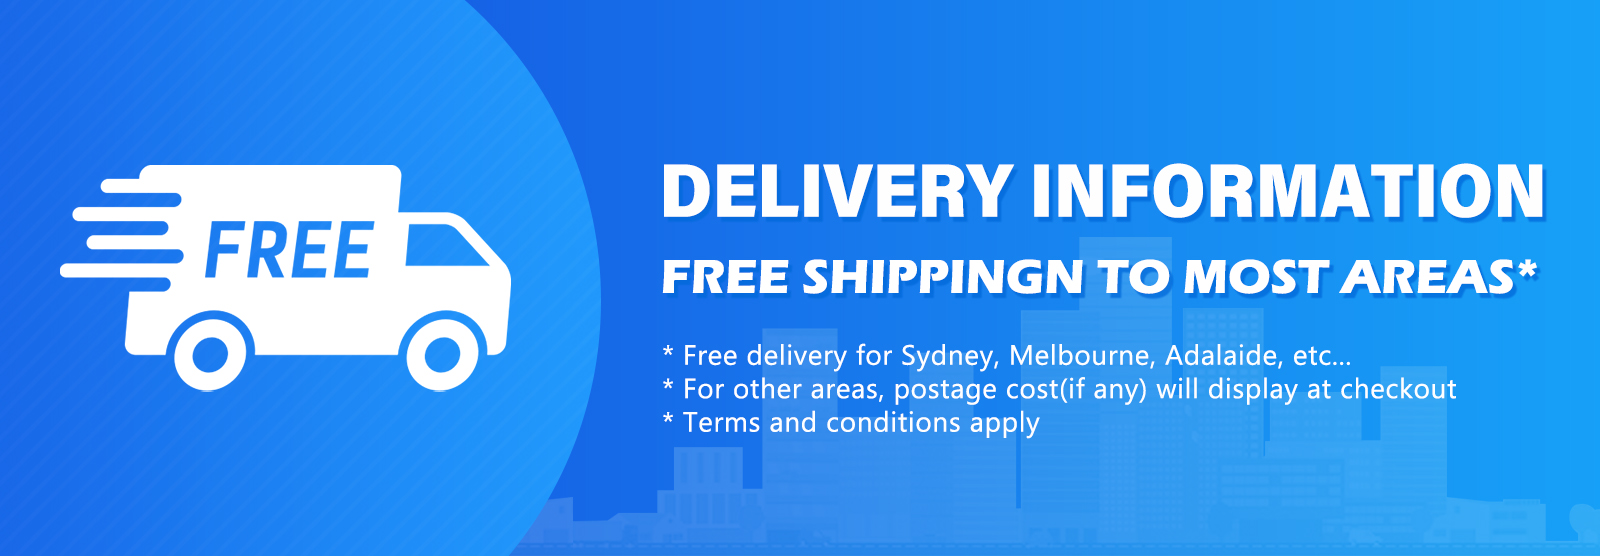 FREE
DELIVERY INFORMATION
FREE SHIPPINGN TO MOST AREAS*
* Free delivery for Sydney, Melbourne, Adalaide, etc...
* For other areas, postage cost(if any) will display at checkout
* Terms and conditions apply